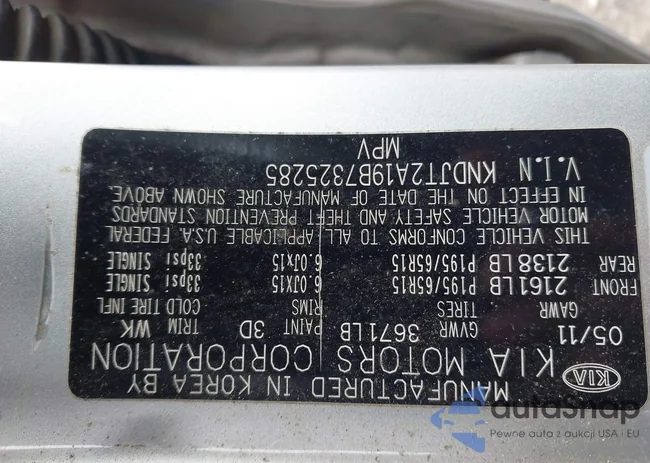 MANUFACTURED IN KOREA BY
KIA KIA MOTORS CORPORATION
05/11 GVWR 3671LB PAINT 3D TRIM WK
GAWR TIRES RIMS COLD TIRE INFL
FRONT 2161LB P195/65R15 6.0JX15 33psi SINGLE
REAR 2138LB P195/65R15 6.0JX15 33psi SINGLE
THIS VEHICLE CONFORMS TO ALL APPLICABLE U.S.A. FEDERAL
MOTOR VEHICLE SAFETY AND THEFT PREVENTION STANDARDS
IN EFFECT ON THE DATE OF MANUFACTURE SHOWN ABOVE.
V.I.N KNDJT2A19B7325285
MPV
autoSnap
Pewne auta z aukcji USA i EU